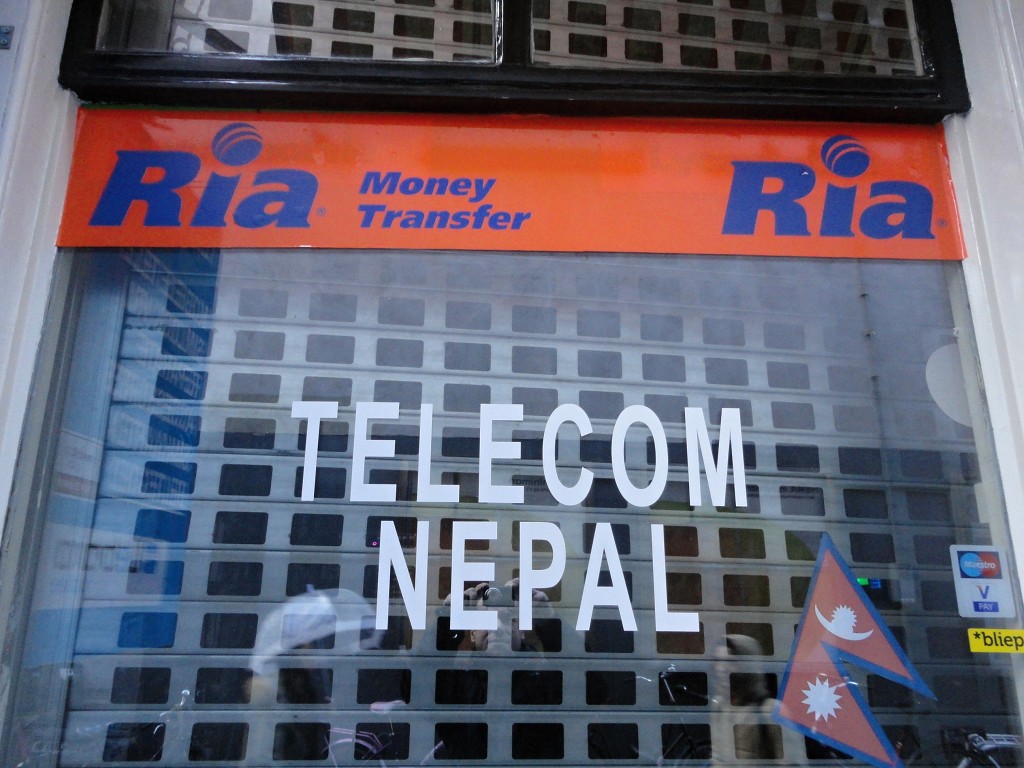 Ria
Money
Transfer
Ria
TELECOM
NEPAL
Maestro
V
PAY
*bliep